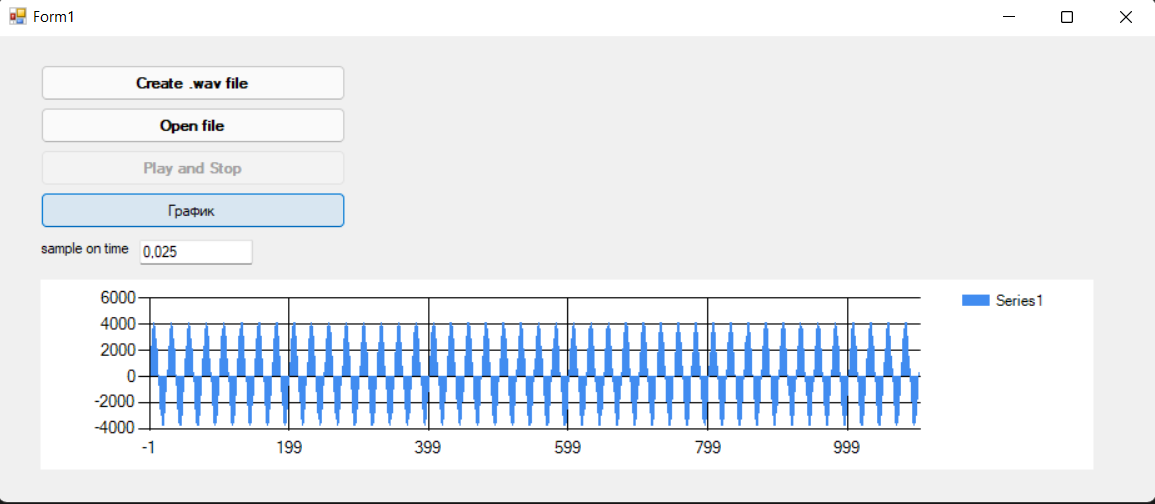 Form1
Create .wav file
Open file
Play and Stop
График
sample on time 0,025
6000
4000
2000
0
-2000
-4000
-1 199 399 599 799 999
Series1